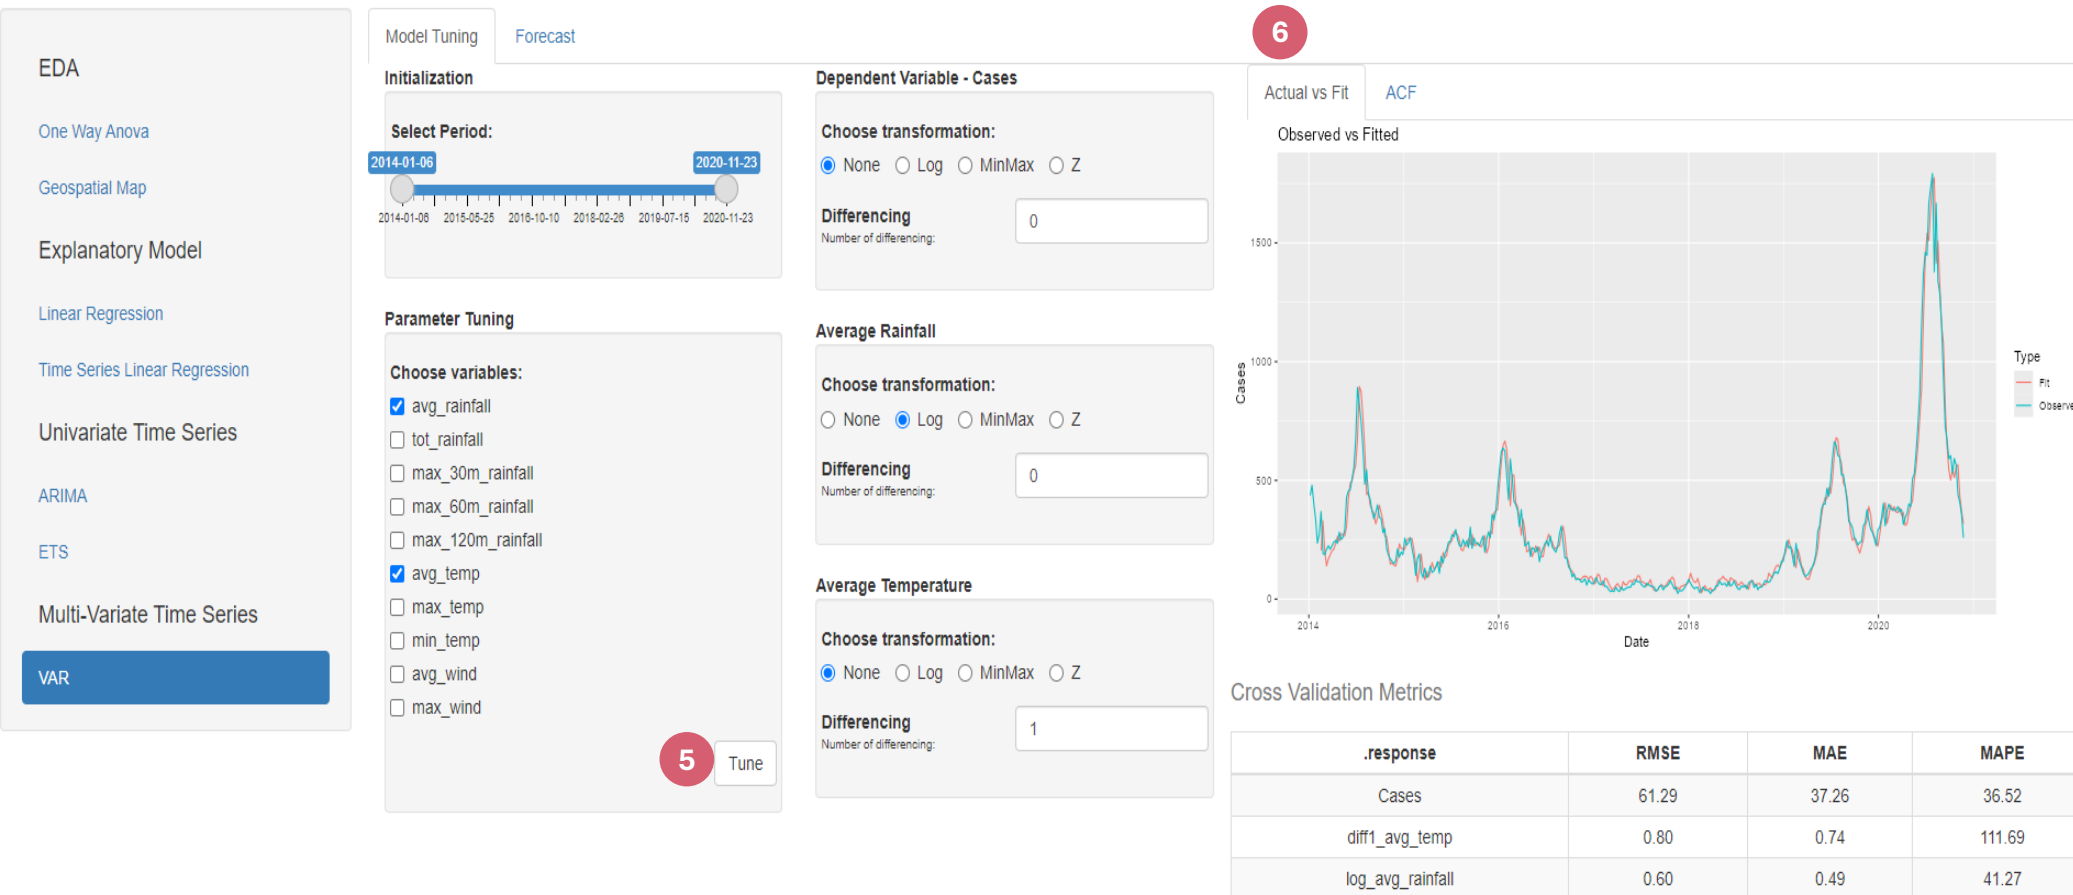 EDA
One Way Anova
Geospatial Map
Explanatory Model
Linear Regression
Time Series Linear Regression
Univariate Time Series
ARIMA
ETS
Multi-Variate Time Series
VAR
Model Tuning
Forecast
Initialization
Select Period:
2014-01-06 2020-11-23
2014-01-06 2015-05-25 2016-10-10 2018-02-26 2019-07-15 2020-11-23
Parameter Tuning
Choose variables:
avg_rainfall
tot_rainfall
max_30m_rainfall
max_60m_rainfall
max_120m_rainfall
avg_temp
max_temp
min_temp
avg_wind
max_wind
5
Tune
Dependent Variable - Cases
Choose transformation:
None Log MinMax Z
Differencing
Number of differencing:
0
Average Rainfall
Choose transformation:
None Log MinMax Z
Differencing
Number of differencing:
0
Average Temperature
Choose transformation:
None Log MinMax Z
Differencing
Number of differencing:
1
6
Actual vs Fit
ACF
Observed vs Fitted
1500
1000
500
0
Cases
2014 2016 2018 2020
Date
Type
Fit
Observe
Cross Validation Metrics
.response RMSE MAE MAPE
Cases 61.29 37.26 36.52
diff1_avg_temp 0.80 0.74 111.69
log_avg_rainfall 0.60 0.49 41.27